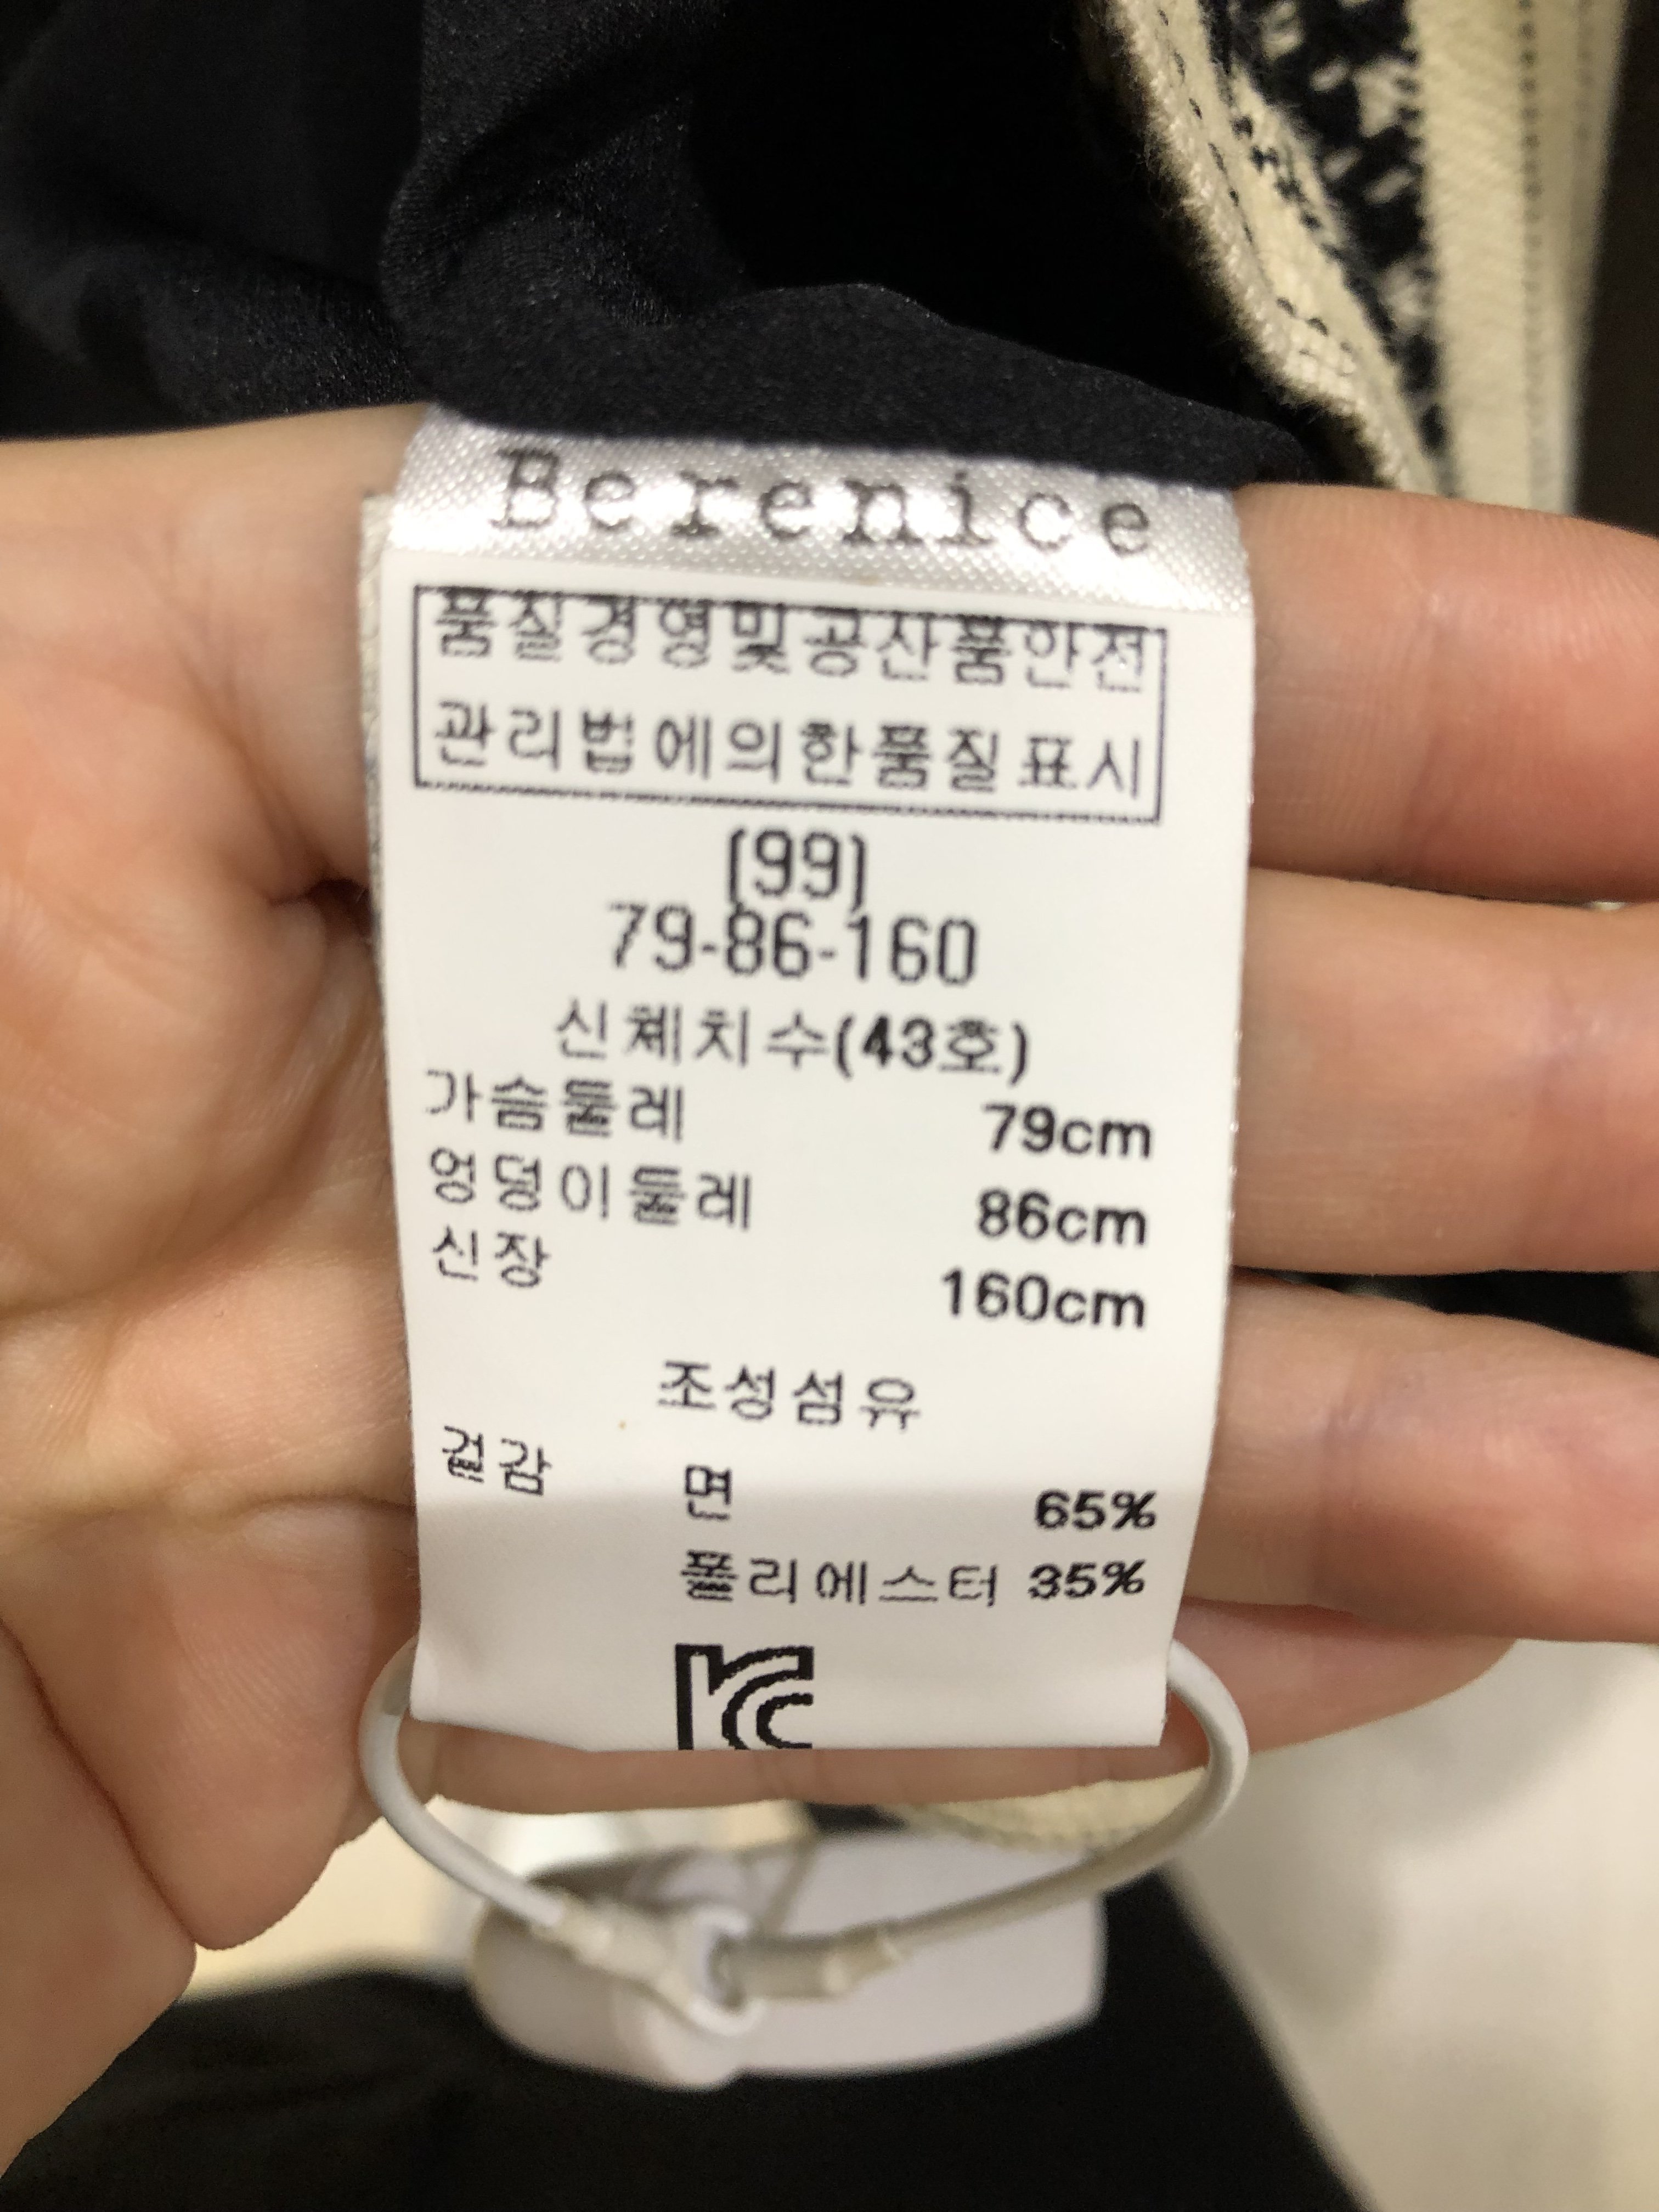 Berenice
품질경영및공산품안전
관리법에의한품질표시
(99)
79-86-160
신체치수(43호)
가슴둘레 79cm
엉덩이둘레 86cm
신장 160cm
조성섬유
겉감 면 65%
폴리에스터 35%